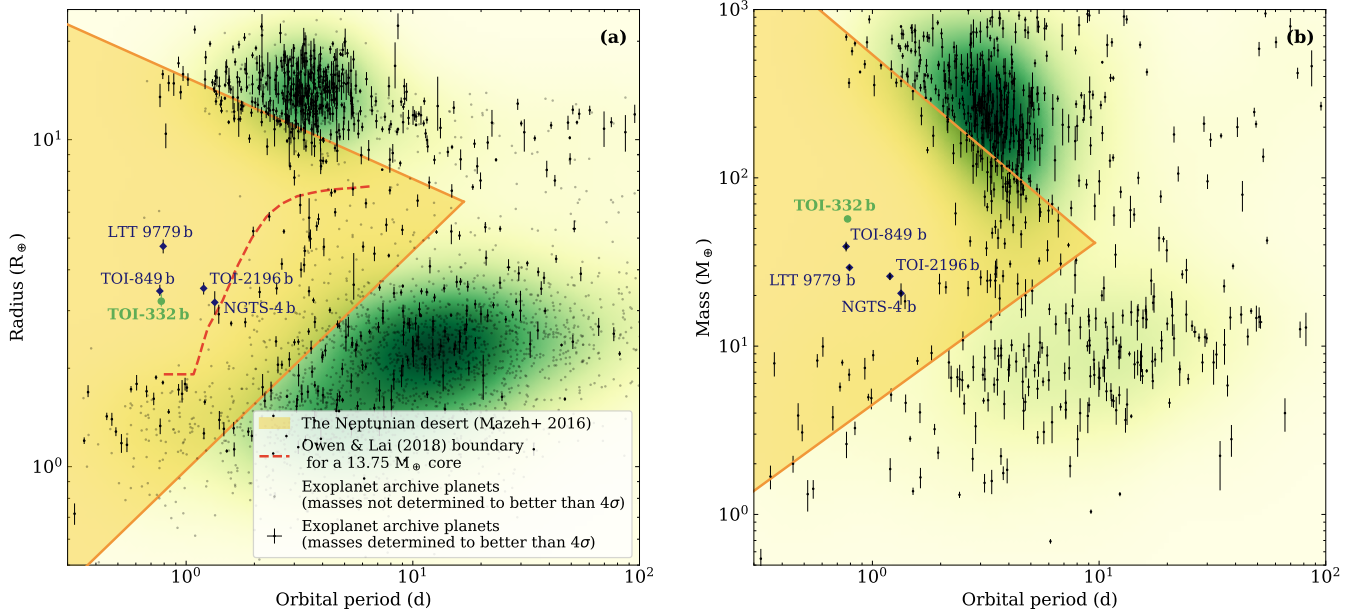 (a)
10¹
10⁰
Radius (R⊕)
LTT 9779 b
TOI-849 b
TOI-2196 b
TOI-332 b
NGTS-4 b
The Neptunian desert (Mazeh+ 2016)
Owen & Lai (2018) boundary
for a 13.75 M⊕ core
Exoplanet archive planets
(masses not determined to better than 4σ)
Exoplanet archive planets
(masses determined to better than 4σ)
10⁰
10¹
10²
Orbital period (d)
(b)
10³
10²
10¹
10⁰
Mass (M⊕)
TOI-332 b
TOI-849 b
TOI-2196 b
LTT 9779 b
NGTS-4 b
10⁰
10¹
10²
Orbital period (d)